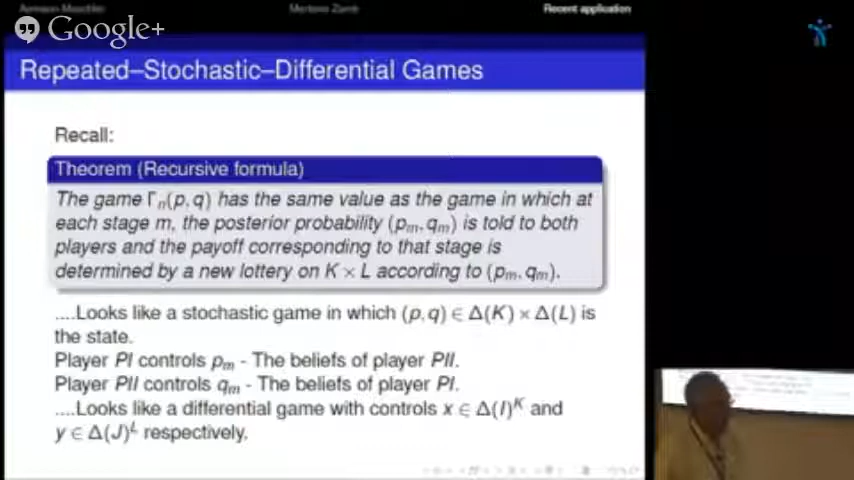 Aumann-Maschler Mertens Zamir Recent application
Google+
Repeated–Stochastic–Differential Games
Recall:
Theorem (Recursive formula)
The game Γn(p, q) has the same value as the game in which at
each stage m, the posterior probability (pm, qm) is told to both
players and the payoff corresponding to that stage is
determined by a new lottery on K × L according to (pm, qm).
....Looks like a stochastic game in which (p, q) ∈ Δ(K) × Δ(L) is
the state.
Player PI controls pm - The beliefs of player PII.
Player PII controls qm - The beliefs of player PI.
....Looks like a differential game with controls x ∈ Δ(I)^K and
y ∈ Δ(J)^L respectively.